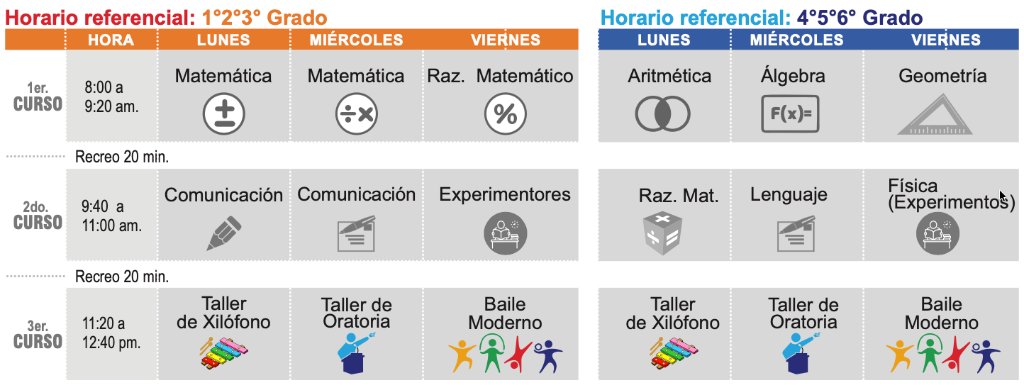 Horario referencial: 1°2°3° Grado
Horario referencial: 4°5°6° Grado
HORA LUNES MIÉRCOLES VIERNES
LUNES MIÉRCOLES VIERNES
1er.
CURSO
8:00 a
9:20 am.
Matemática
±
Matemática
÷×
Raz. Matemático
%
Aritmética
Álgebra
F(x)=
Geometría
Recreo 20 min.
2do.
CURSO
9:40 a
11:00 am.
Comunicación
Comunicación
Experimentores
Raz. Mat.
Lenguaje
Física
(Experimentos)
Recreo 20 min.
3er.
CURSO
11:20 a
12:40 pm.
Taller
de Xilófono
Taller de
Oratoria
Baile
Moderno
Taller
de Xilófono
Taller de
Oratoria
Baile
Moderno